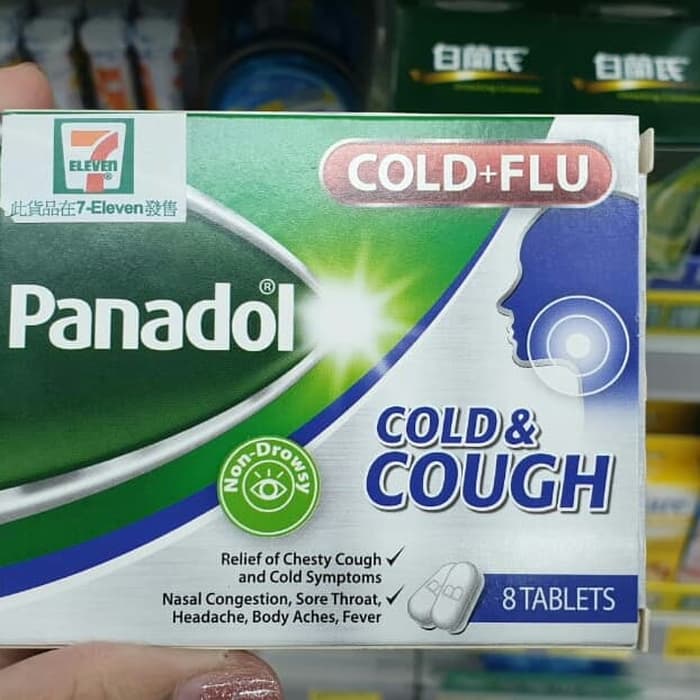 白蘭氏
白蘭氏
7
ELEVEN
®
此貨品在7-Eleven發售
COLD+FLU
Panadol®
COLD &
COUGH
Non-Drowsy
Relief of Chesty Cough ✓
and Cold Symptoms
Nasal Congestion, Sore Throat, ✓
Headache, Body Aches, Fever
8 TABLETS